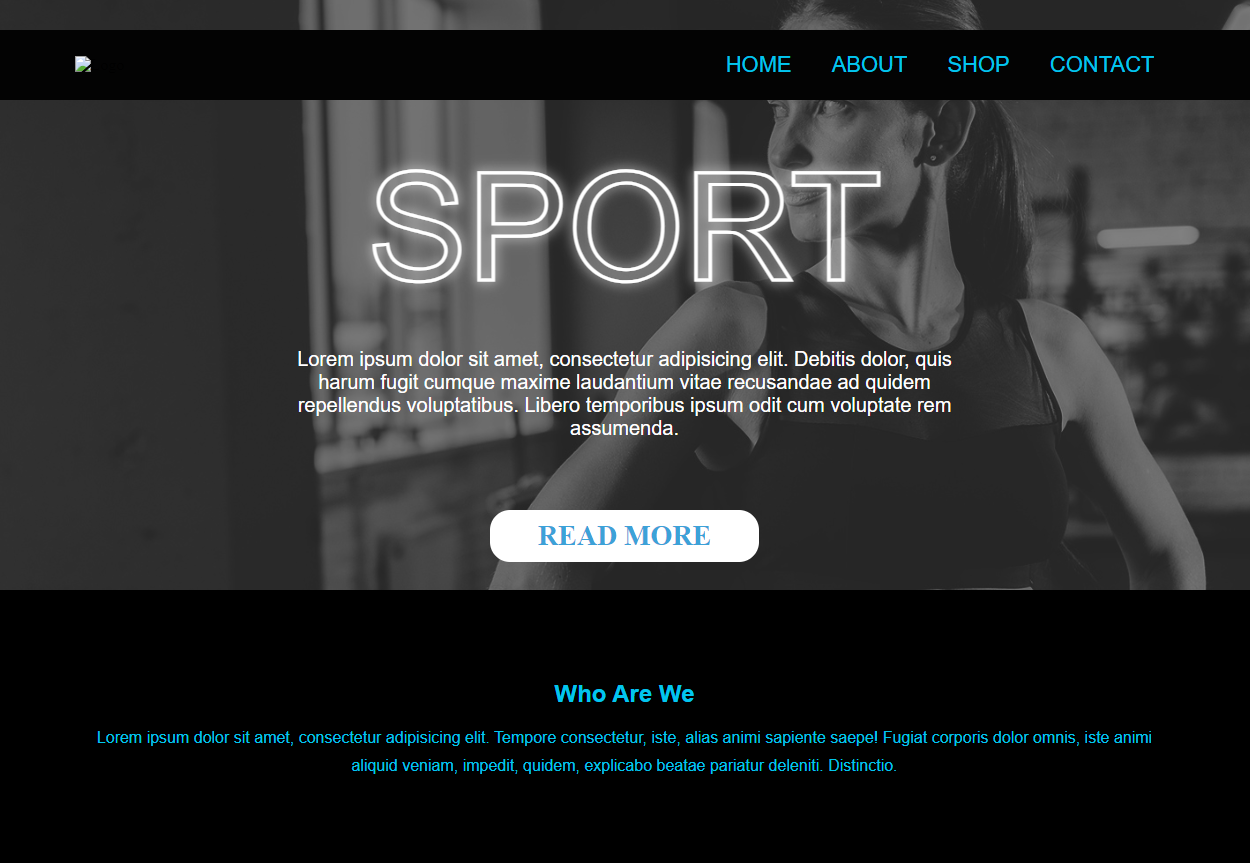 HOME ABOUT SHOP CONTACT
SPORT
Lorem ipsum dolor sit amet, consectetur adipisicing elit. Debitis dolor, quis
harum fugit cumque maxime laudantium vitae recusandae ad quidem
repellendus voluptatibus. Libero temporibus ipsum odit cum voluptate rem
assumenda.
READ MORE
Who Are We
Lorem ipsum dolor sit amet, consectetur adipisicing elit. Tempore consectetur, iste, alias animi sapiente saepe! Fugiat corporis dolor omnis, iste animi
aliquid veniam, impedit, quidem, explicabo beatae pariatur deleniti. Distinctio.